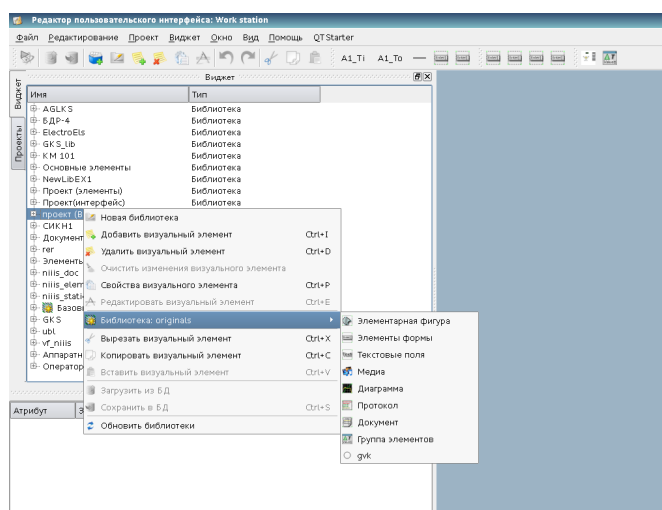 Редактор пользовательского интерфейса: Work station
Файл Редактирование Проект Виджет Окно Вид Помощь QTStarter
A1_Ti A1_To
Виджет
Виджет
Проекты
Имя Тип
AGLKS Библиотека
БДР-4 Библиотека
ElectroEls Библиотека
GKS_lib Библиотека
КМ 101 Библиотека
Основные элементы Библиотека
NewLibEX1 Библиотека
Проект (элементы) Библиотека
Проект(интерфейс) Библиотека
проект (В
СИКН1
Документ
rer
Элементы
niiis_doc
niiis_elem
niiis_stati
Базов
GKS
ubl
vf_niiis
Аппаратн
Оператор
Новая библиотека
Добавить визуальный элемент Ctrl+I
Удалить визуальный элемент Ctrl+D
Очистить изменения визуального элемента
Свойства визуального элемента Ctrl+P
Редактировать визуальный элемент Ctrl+E
Библиотека: originals
Вырезать визуальный элемент Ctrl+X
Копировать визуальный элемент Ctrl+C
Вставить визуальный элемент Ctrl+V
Загрузить из БД
Сохранить в БД Ctrl+S
Обновить библиотеки
Элементарная фигура
Элементы формы
Текстовые поля
Медиа
Диаграмма
Протокол
Документ
Группа элементов
gvk
Атрибут